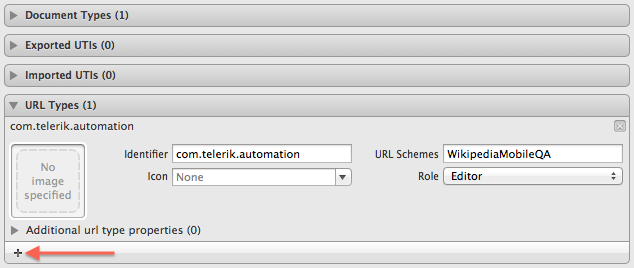 Document Types (1)
Exported UTIs (0)
Imported UTIs (0)
URL Types (1)
com.telerik.automation
No
image
specified
Identifier com.telerik.automation
URL Schemes WikipediaMobileQA
Icon None
Role Editor
Additional url type properties (0)